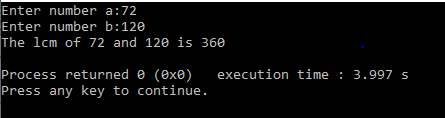 Enter number a:72
Enter number b:120
The lcm of 72 and 120 is 360
Process returned 0 (0x0)   execution time : 3.997 s
Press any key to continue.